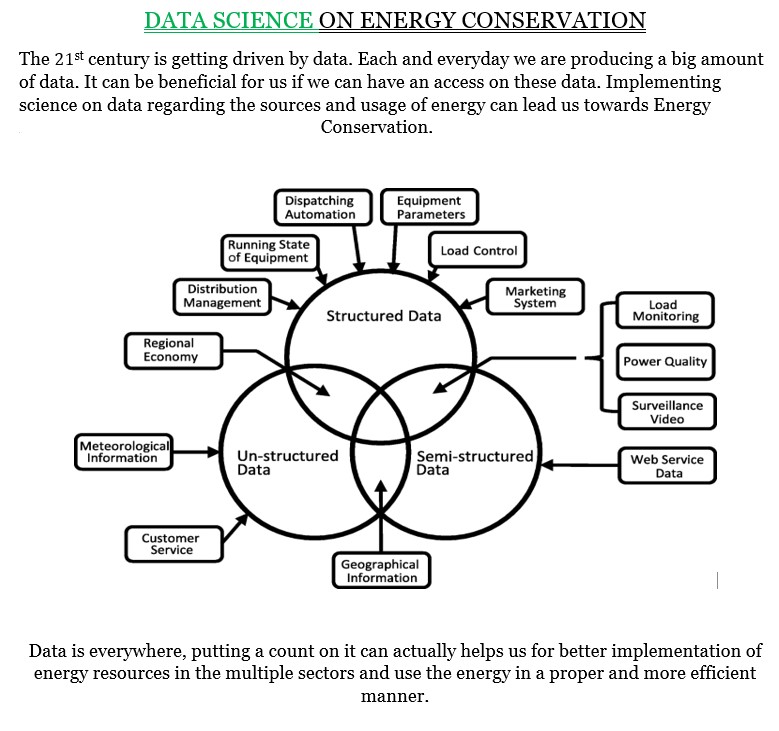 DATA SCIENCE ON ENERGY CONSERVATION
The 21st century is getting driven by data. Each and everyday we are producing a big amount
of data. It can be beneficial for us if we can have an access on these data. Implementing
science on data regarding the sources and usage of energy can lead us towards Energy
Conservation.
Dispatching
Automation
Equipment
Parameters
Running State
of Equipment
Load Control
Distribution
Management
Marketing
System
Structured Data
Load
Monitoring
Regional
Economy
Power Quality
Surveillance
Video
Meteorological
Information
Un-structured
Data
Semi-structured
Data
Web Service
Data
Customer
Service
Geographical
Information
Data is everywhere, putting a count on it can actually helps us for better implementation of
energy resources in the multiple sectors and use the energy in a proper and more efficient
manner.